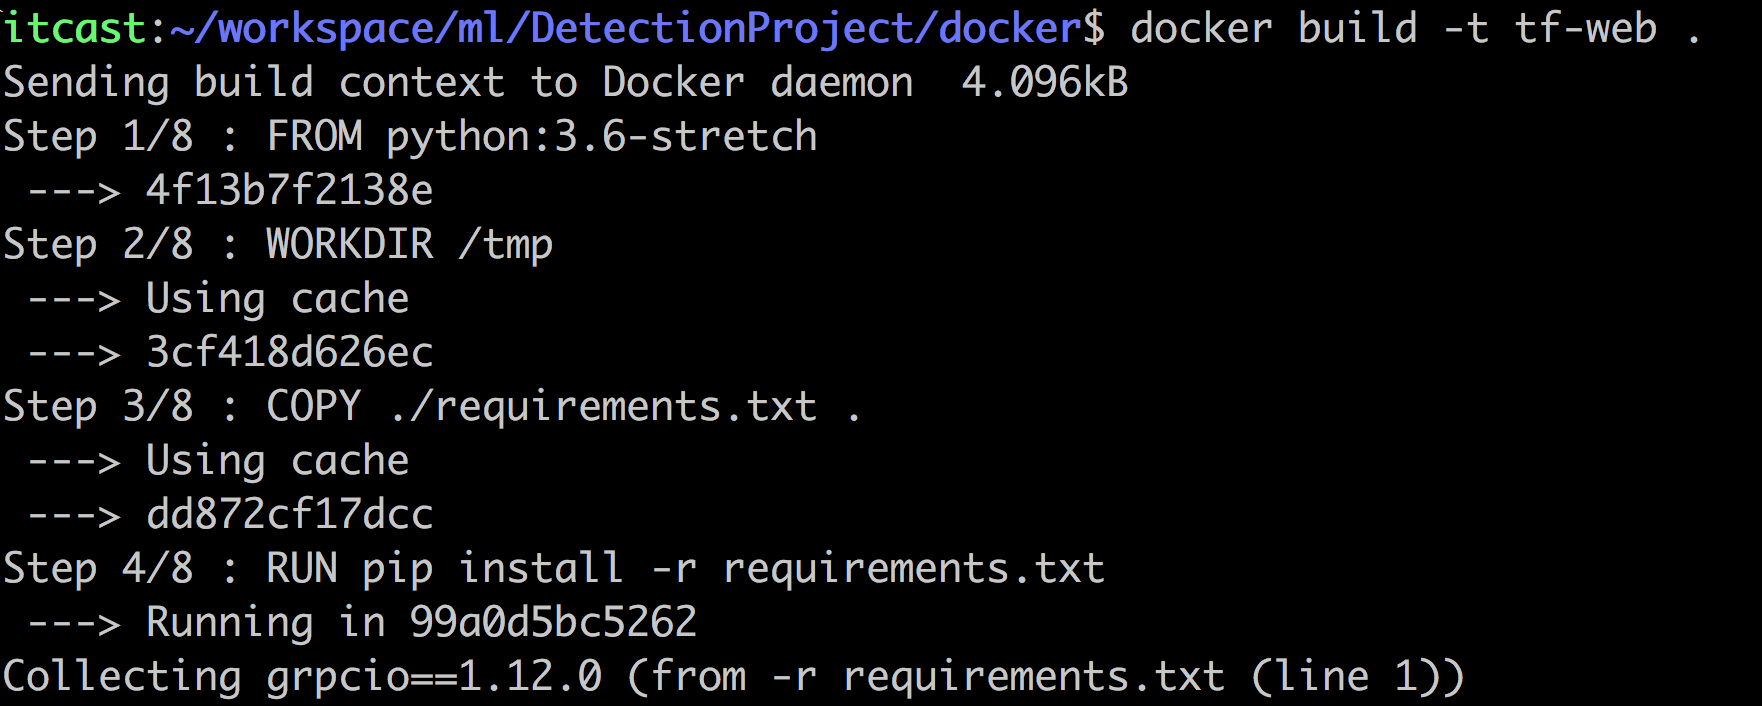 itcast:~/workspace/ml/DetectionProject/docker$ docker build -t tf-web .
Sending build context to Docker daemon  4.096kB
Step 1/8 : FROM python:3.6-stretch
 ---> 4f13b7f2138e
Step 2/8 : WORKDIR /tmp
 ---> Using cache
 ---> 3cf418d626ec
Step 3/8 : COPY ./requirements.txt .
 ---> Using cache
 ---> dd872cf17dcc
Step 4/8 : RUN pip install -r requirements.txt
 ---> Running in 99a0d5bc5262
Collecting grpcio==1.12.0 (from -r requirements.txt (line 1))